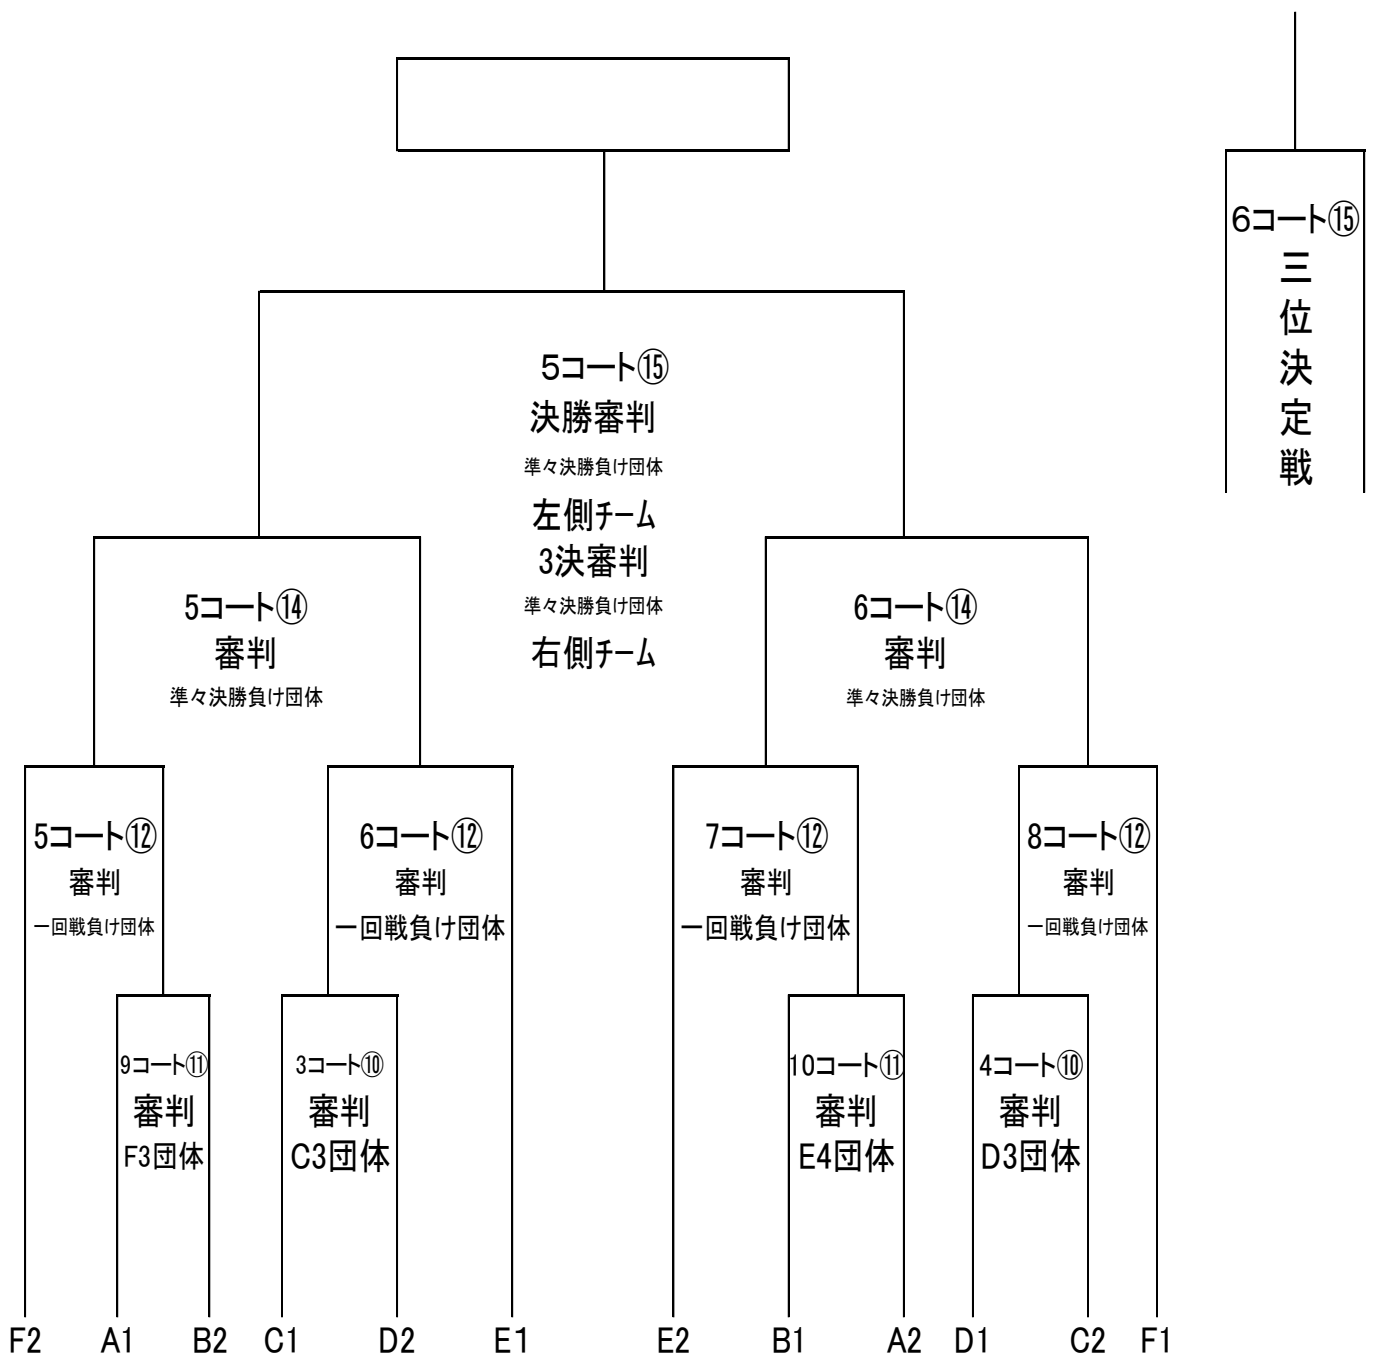 6コート⑮
三位決定戦
5コート⑮
決勝審判
準々決勝負け団体
左側チーム
3決審判
準々決勝負け団体
右側チーム
5コート⑭
審判
準々決勝負け団体
6コート⑭
審判
準々決勝負け団体
5コート⑫
審判
一回戦負け団体
6コート⑫
審判
一回戦負け団体
7コート⑫
審判
一回戦負け団体
8コート⑫
審判
一回戦負け団体
9コート⑪
審判
F3団体
3コート⑩
審判
C3団体
10コート⑪
審判
E4団体
4コート⑩
審判
D3団体
F2 A1 B2 C1 D2 E1 E2 B1 A2 D1 C2 F1